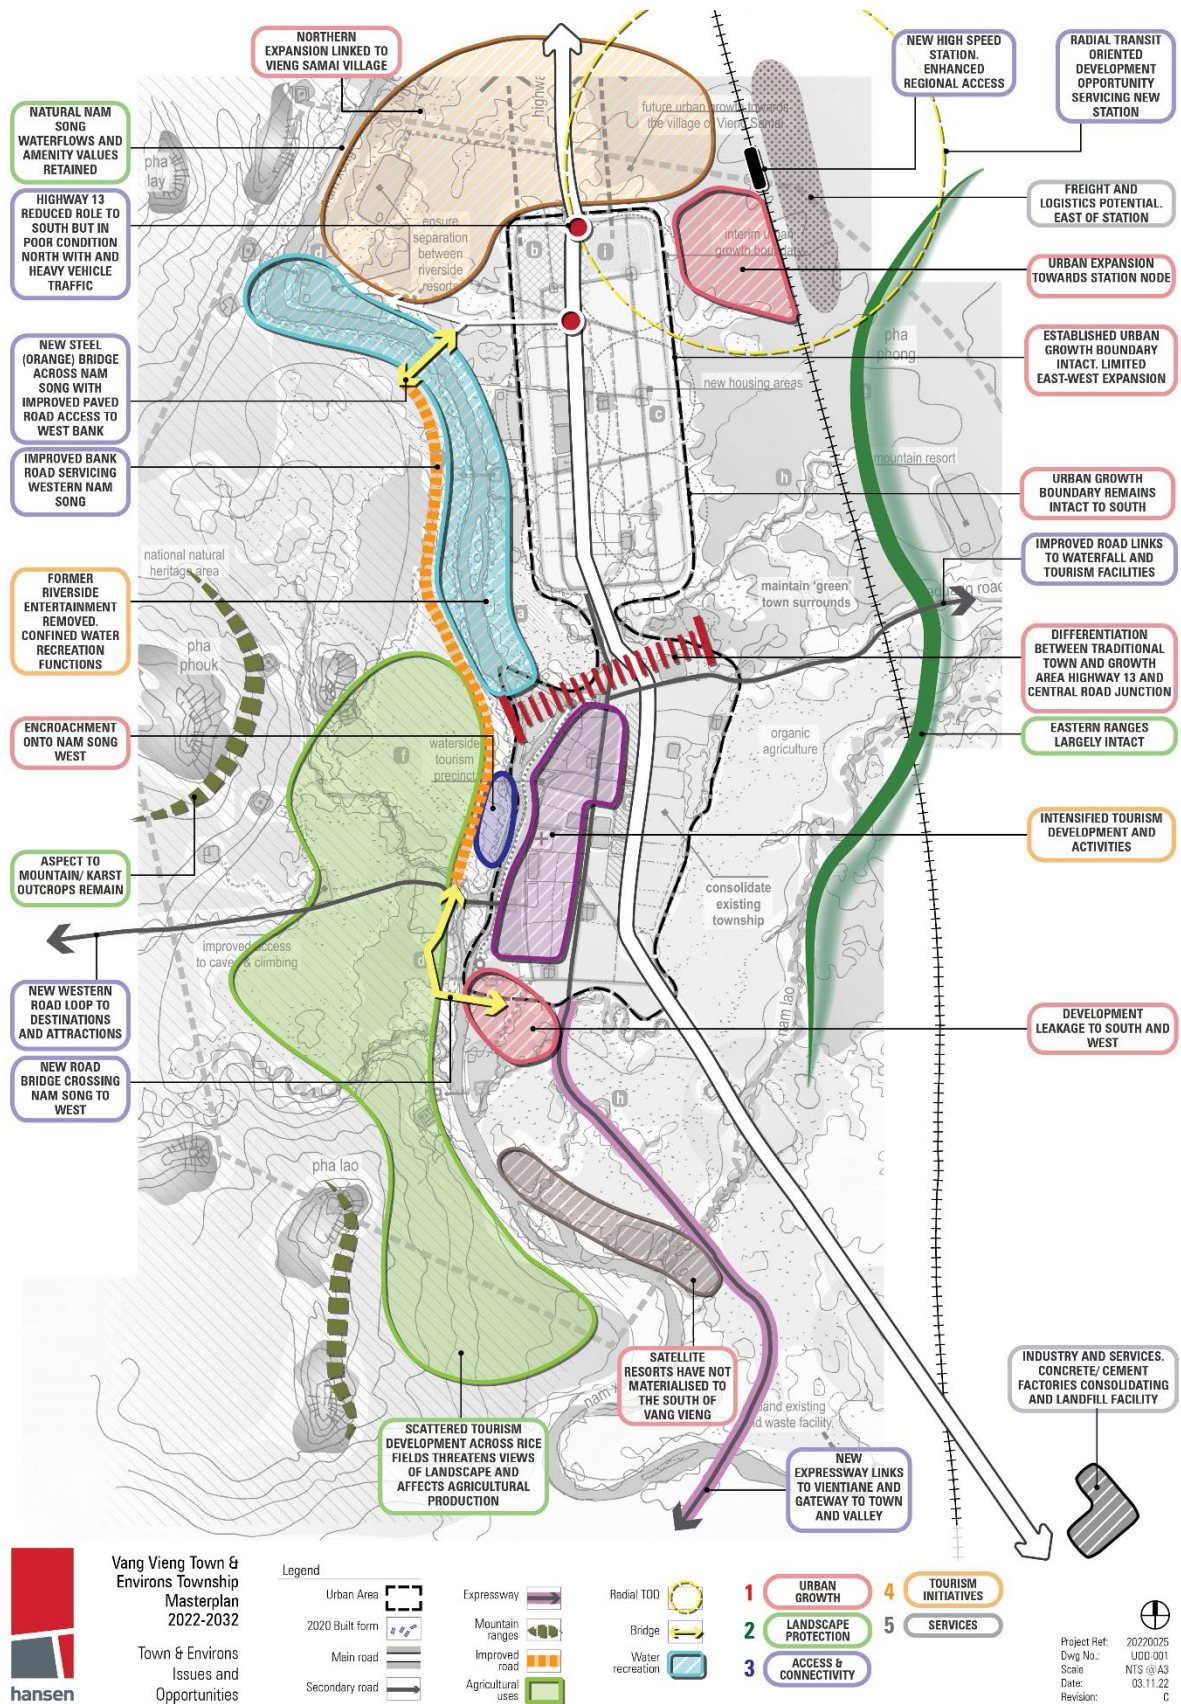 NORTHERN
EXPANSION LINKED TO
VIENG SAMAI VILLAGE
NEW HIGH SPEED
STATION.
ENHANCED
REGIONAL ACCESS
RADIAL TRANSIT
ORIENTED
DEVELOPMENT
OPPORTUNITY
SERVICING NEW
STATION
NATURAL NAM
SONG
WATERFLOWS AND
AMENITY VALUES
RETAINED
HIGHWAY 13
REDUCED ROLE TO
SOUTH BUT IN
POOR CONDITION
NORTH WITH AND
HEAVY VEHICLE
TRAFFIC
NEW STEEL
(ORANGE) BRIDGE
ACROSS NAM
SONG WITH
IMPROVED PAVED
ROAD ACCESS TO
WEST BANK
IMPROVED BANK
ROAD SERVICING
WESTERN NAM
SONG
FORMER
RIVERSIDE
ENTERTAINMENT
REMOVED.
CONFINED WATER
RECREATION
FUNCTIONS
ENCROACHMENT
ONTO NAM SONG
WEST
ASPECT TO
MOUNTAIN/ KARST
OUTCROPS REMAIN
NEW WESTERN
ROAD LOOP TO
DESTINATIONS
AND ATTRACTIONS
NEW ROAD
BRIDGE CROSSING
NAM SONG TO
WEST
FREIGHT AND
LOGISTICS POTENTIAL.
EAST OF STATION
URBAN EXPANSION
TOWARDS STATION NODE
ESTABLISHED URBAN
GROWTH BOUNDARY
INTACT. LIMITED
EAST-WEST EXPANSION
URBAN GROWTH
BOUNDARY REMAINS
INTACT TO SOUTH
IMPROVED ROAD LINKS
TO WATERFALL AND
TOURISM FACILITIES
DIFFERENTIATION
BETWEEN TRADITIONAL
TOWN AND GROWTH
AREA HIGHWAY 13 AND
CENTRAL ROAD JUNCTION
EASTERN RANGES
LARGELY INTACT
INTENSIFIED TOURISM
DEVELOPMENT AND
ACTIVITIES
DEVELOPMENT
LEAKAGE TO SOUTH AND
WEST
INDUSTRY AND SERVICES.
CONCRETE/ CEMENT
FACTORIES CONSOLIDATING
AND LANDFILL FACILITY
SATELLITE
RESORTS HAVE NOT
MATERIALISED TO
THE SOUTH OF
VANG VIENG
SCATTERED TOURISM
DEVELOPMENT ACROSS RICE
FIELDS THREATENS VIEWS
OF LANDSCAPE AND
AFFECTS AGRICULTURAL
PRODUCTION
NEW
EXPRESSWAY LINKS
TO VIENTIANE AND
GATEWAY TO TOWN
AND VALLEY
future urban growth towards
the village of Vieng Samai
pha
lay
ensure
separation
between
riverside
resorts
b
i
interim urban
growth boundary
pha
phong
new housing areas
c
mountain resort
h
national natural
heritage area
maintain 'green'
town surrounds
a
pha
phouk
f
waterside
tourism
precinct
organic
agriculture
consolidate
existing
township
improved access
to caves & climbing
d
nam lao
h
pha lao
hansen
Vang Vieng Town &
Environs Township
Masterplan
2022-2032
Town & Environs
Issues and
Opportunities
Legend
Urban Area
2020 Built form
Main road
Secondary road
Expressway
Mountain
ranges
Improved
road
Agricultural
uses
Radial TOD
Bridge
Water
recreation
1 URBAN
GROWTH
2 LANDSCAPE
PROTECTION
3 ACCESS &
CONNECTIVITY
4 TOURISM
INITIATIVES
5 SERVICES
Project Ref: 20220025
Dwg No.: UDD-001
Scale NTS @A3
Date: 03.11.22
Revision: C